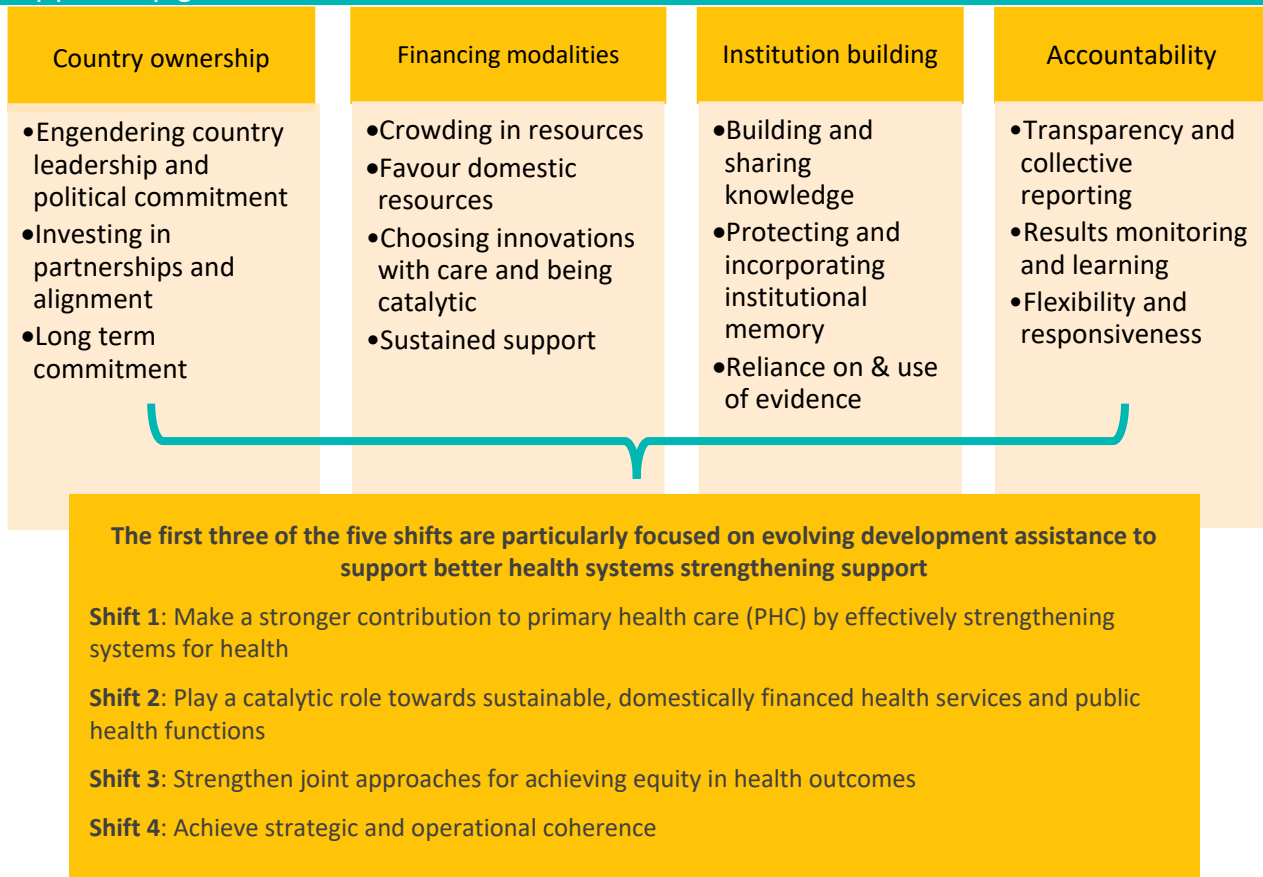 Country ownership
•Engendering country
leadership and
political commitment
•Investing in
partnerships and
alignment
•Long term
commitment
Financing modalities
•Crowding in resources
•Favour domestic
resources
•Choosing innovations
with care and being
catalytic
•Sustained support
Institution building
•Building and
sharing
knowledge
•Protecting and
incorporating
institutional
memory
•Reliance on & use
of evidence
Accountability
•Transparency and
collective
reporting
•Results monitoring
and learning
•Flexibility and
responsiveness
The first three of the five shifts are particularly focused on evolving development assistance to
support better health systems strengthening support
Shift 1: Make a stronger contribution to primary health care (PHC) by effectively strengthening
systems for health
Shift 2: Play a catalytic role towards sustainable, domestically financed health services and public
health functions
Shift 3: Strengthen joint approaches for achieving equity in health outcomes
Shift 4: Achieve strategic and operational coherence